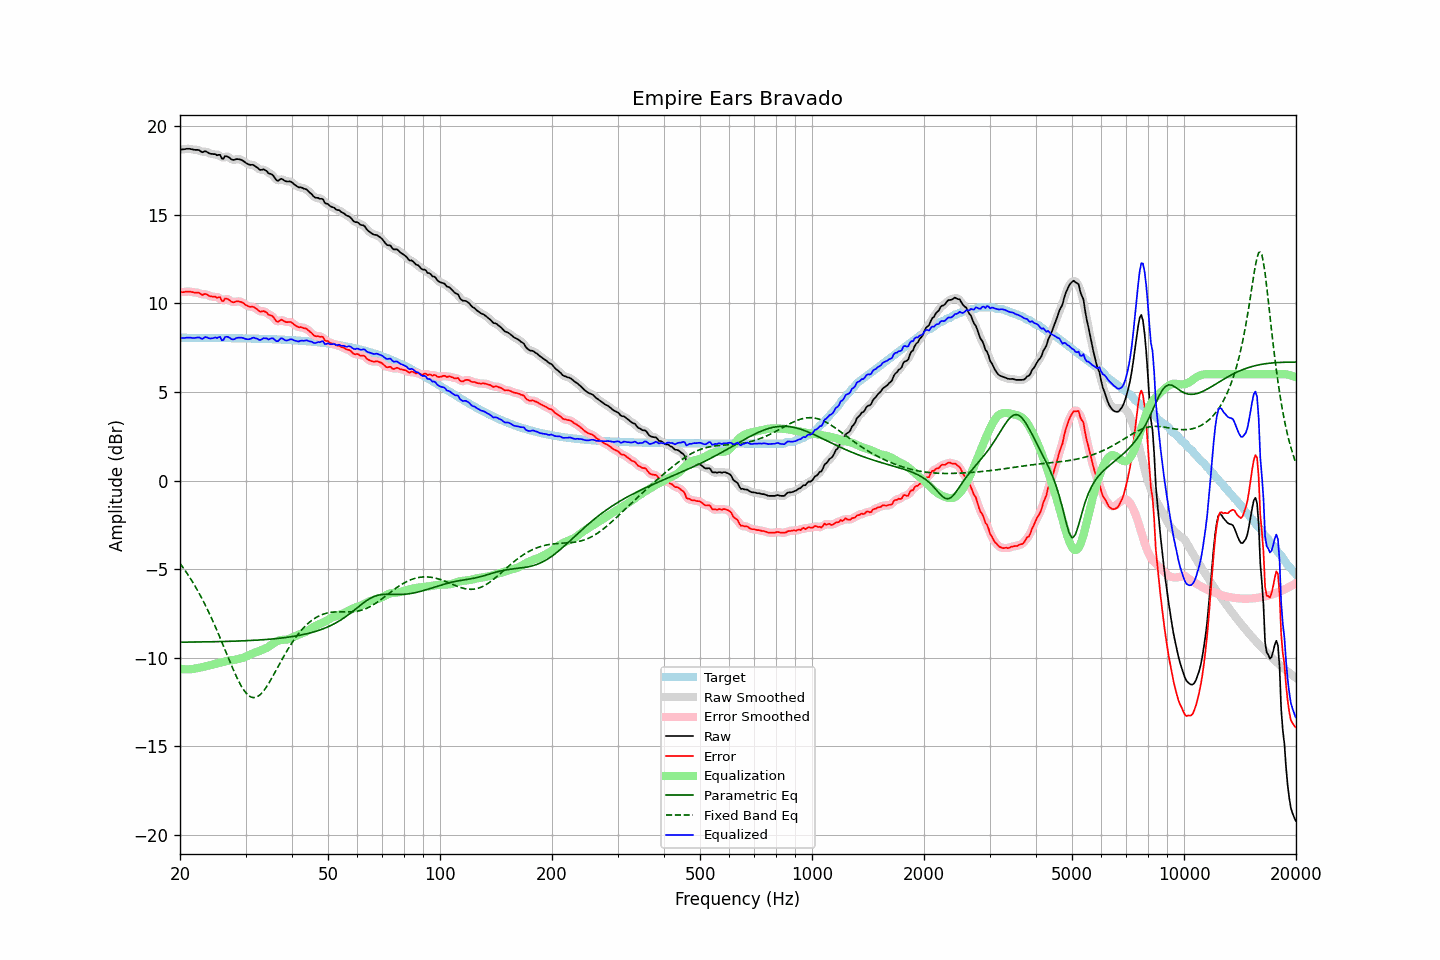 Empire Ears Bravado
20
15
10
5
0
−5
−10
−15
−20
Amplitude (dBr)
Target
Raw Smoothed
Error Smoothed
Raw
Error
Equalization
Parametric Eq
Fixed Band Eq
Equalized
20 50 100 200 500 1000 2000 5000 10000 20000
Frequency (Hz)